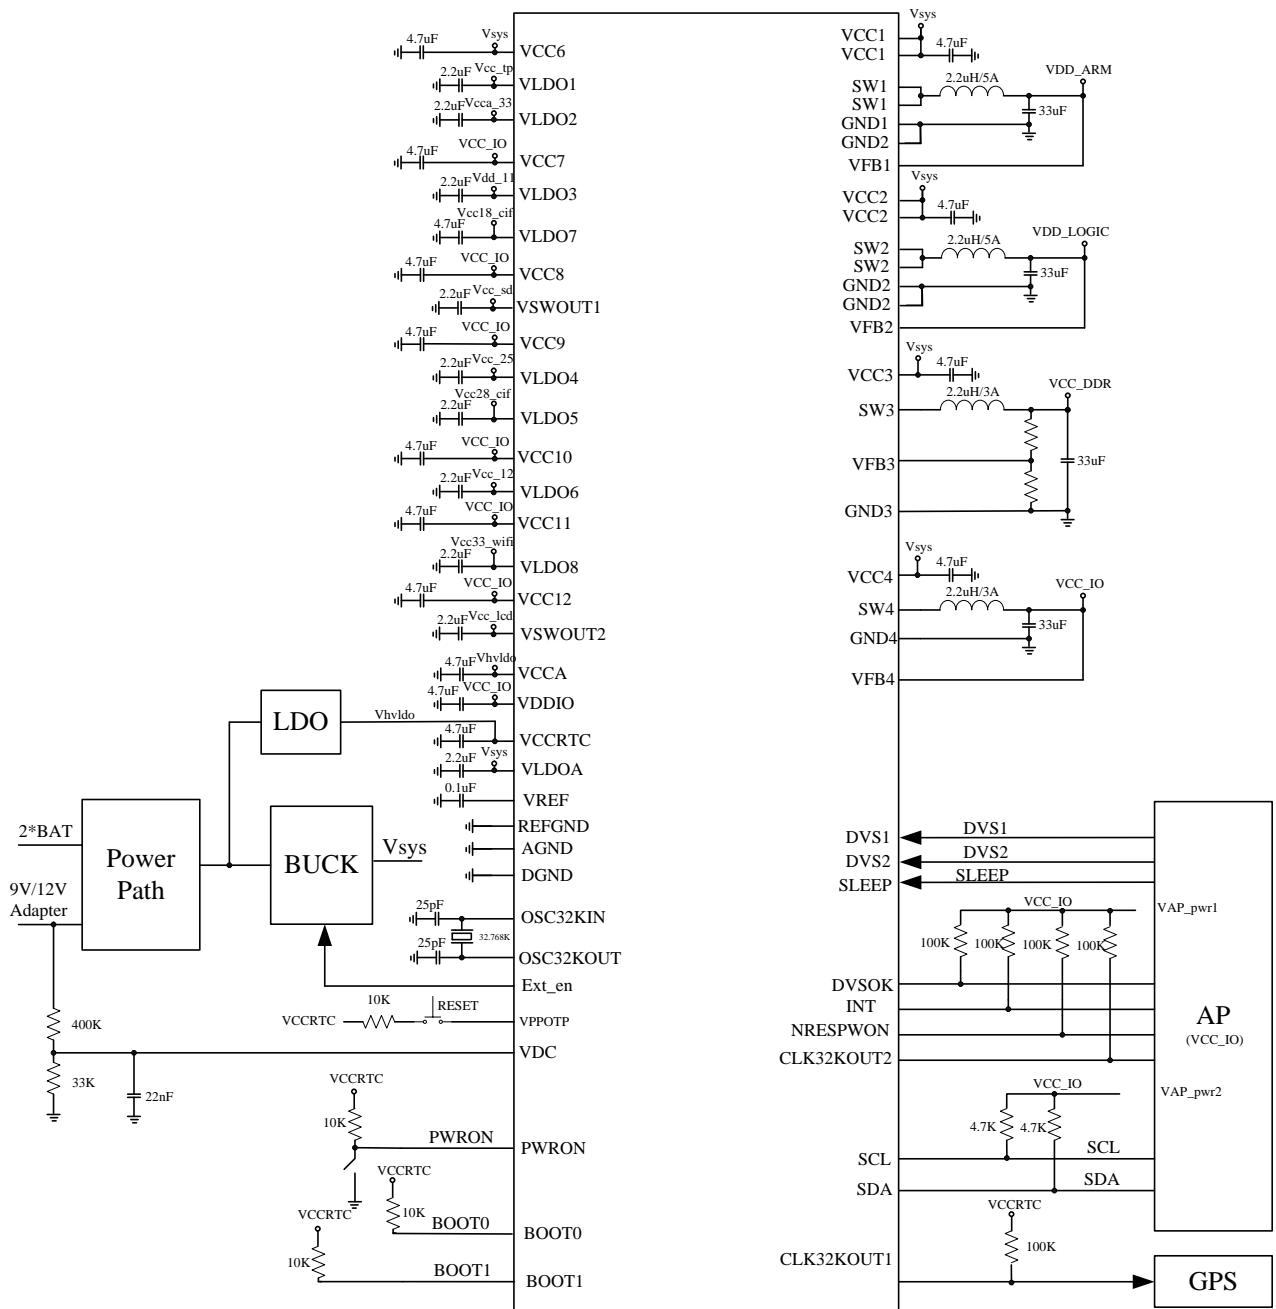 4.7uF Vsys VCC6
2.2uF Vcc_tp VLDO1
2.2uF Vcca_33 VLDO2
4.7uF VCC_IO VCC7
2.2uF Vdd_11 VLDO3
4.7uF Vcc18_cif VLDO7
4.7uF VCC_IO VCC8
2.2uF Vcc_sd VSWOUT1
4.7uF VCC_IO VCC9
2.2uF Vcc_25 VLDO4
2.2uF Vcc28_cif VLDO5
4.7uF VCC_IO VCC10
2.2uF Vcc_12 VLDO6
4.7uF VCC_IO VCC11
2.2uF Vcc33_wifi VLDO8
4.7uF VCC_IO VCC12
2.2uF Vcc_lcd VSWOUT2
4.7uF Vhvldo VCCA
4.7uF VCC_IO VDDIO
LDO Vhvldo
4.7uF VCCRTC
2.2uF Vsys VLDOA
0.1uF VREF
REFGND
AGND
DGND
2*BAT
9V/12V
Adapter
Power
Path
BUCK
Vsys
25pF OSC32KIN
32.768K
25pF OSC32KOUT
Ext_en
VCCRTC 10K RESET VPPOTP
400K
VDC
33K
22nF
VCCRTC
10K
PWRON PWRON
VCCRTC
10K
BOOT0 BOOT0
VCCRTC
10K
BOOT1 BOOT1
Vsys
VCC1
VCC1
4.7uF
SW1
SW1
2.2uH/5A
VDD_ARM
33uF
GND1
GND2
VFB1
Vsys
VCC2
VCC2
4.7uF
SW2
SW2
2.2uH/5A
VDD_LOGIC
33uF
GND2
GND2
VFB2
Vsys
VCC3
4.7uF
SW3
2.2uH/3A
VCC_DDR
VFB3
33uF
GND3
Vsys
VCC4
4.7uF
SW4
2.2uH/3A
VCC_IO
33uF
GND4
VFB4
DVS1 DVS1
DVS2 DVS2
SLEEP SLEEP
VCC_IO
VAP_pwr1
100K 100K 100K 100K
DVSOK
INT
NRESPWON
CLK32KOUT2
AP
(VCC_IO)
VCC_IO
VAP_pwr2
4.7K 4.7K
SCL SCL
SDA SDA
VCCRTC
100K
CLK32KOUT1
GPS